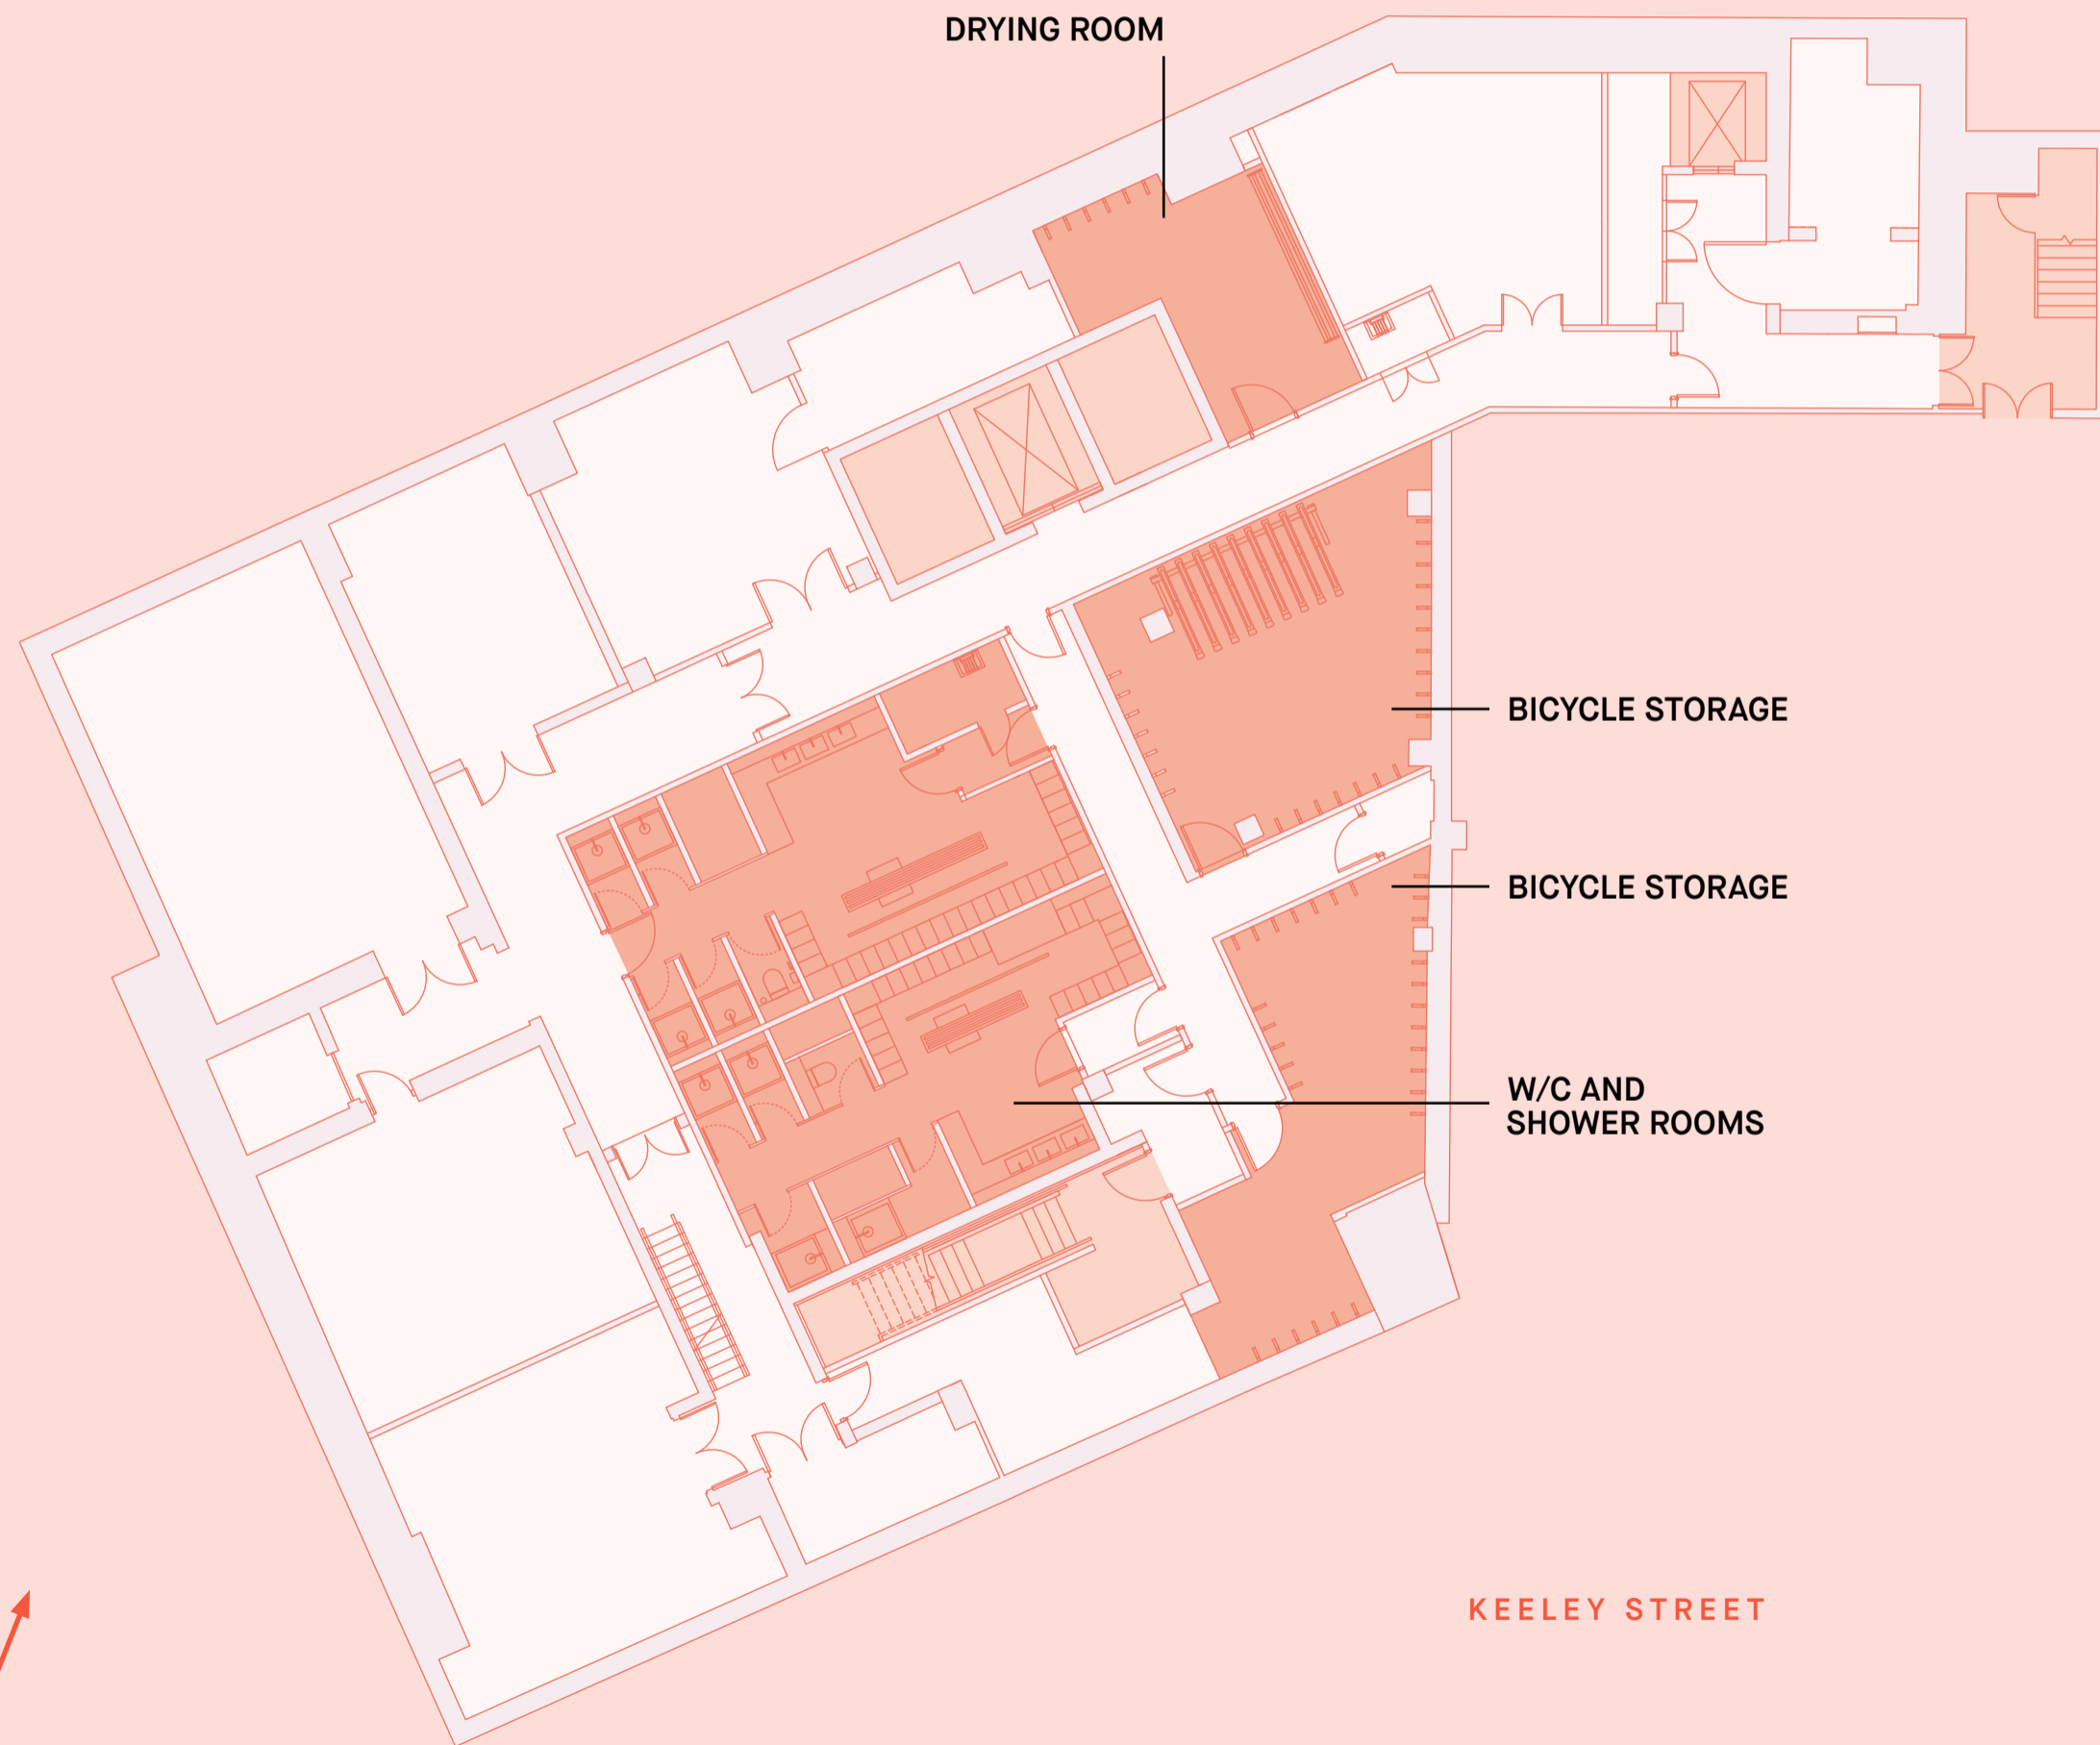 DRYING ROOM
BICYCLE STORAGE
BICYCLE STORAGE
W/C AND
SHOWER ROOMS
KEELEY STREET